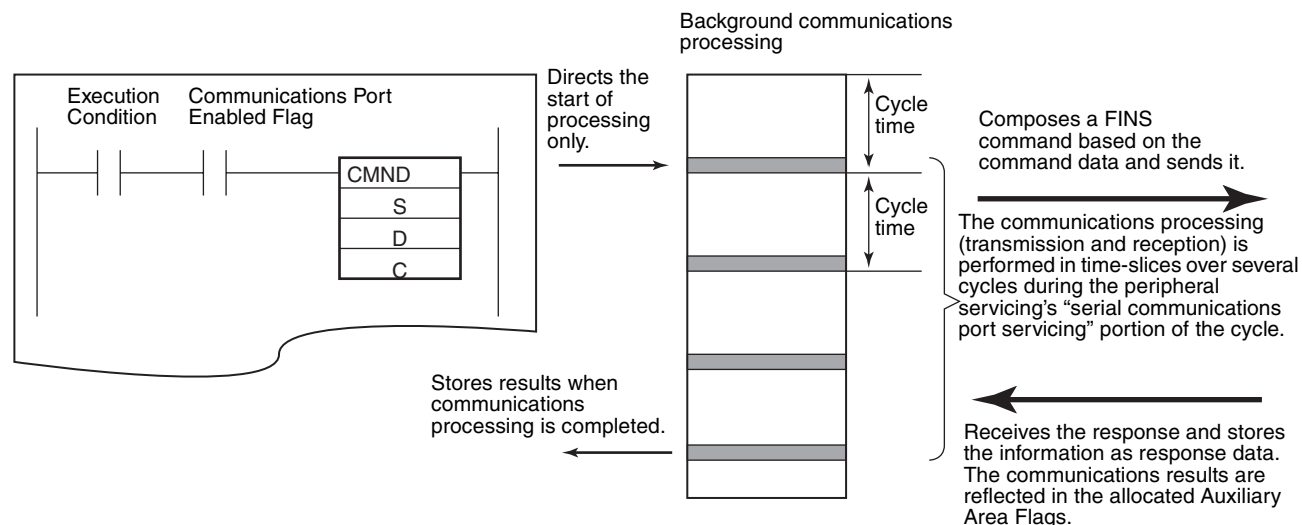 Background communications
processing
Execution
Condition
Communications Port
Enabled Flag
CMND
S
D
C
Directs the
start of
processing
only.
Cycle
time
Cycle
time
Composes a FINS
command based on the
command data and sends it.
The communications processing
(transmission and reception) is
performed in time-slices over several
cycles during the peripheral
servicing's “serial communications
port servicing” portion of the cycle.
Stores results when
communications
processing is completed.
Receives the response and stores
the information as response data.
The communications results are
reflected in the allocated Auxiliary
Area Flags.